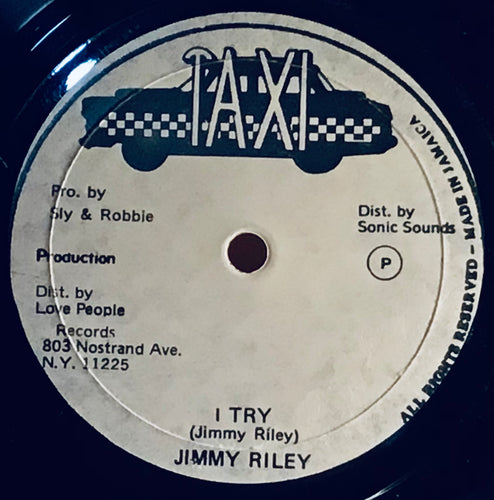 TAXI
Pro. by
Sly & Robbie
Production
Dist. by
Love People
Records
803 Nostrand Ave.
N.Y. 11225
Dist. by
Sonic Sounds
P
ALL RIGHTS RESERVED – MADE IN JAMAICA
I TRY
(Jimmy Riley)
JIMMY RILEY